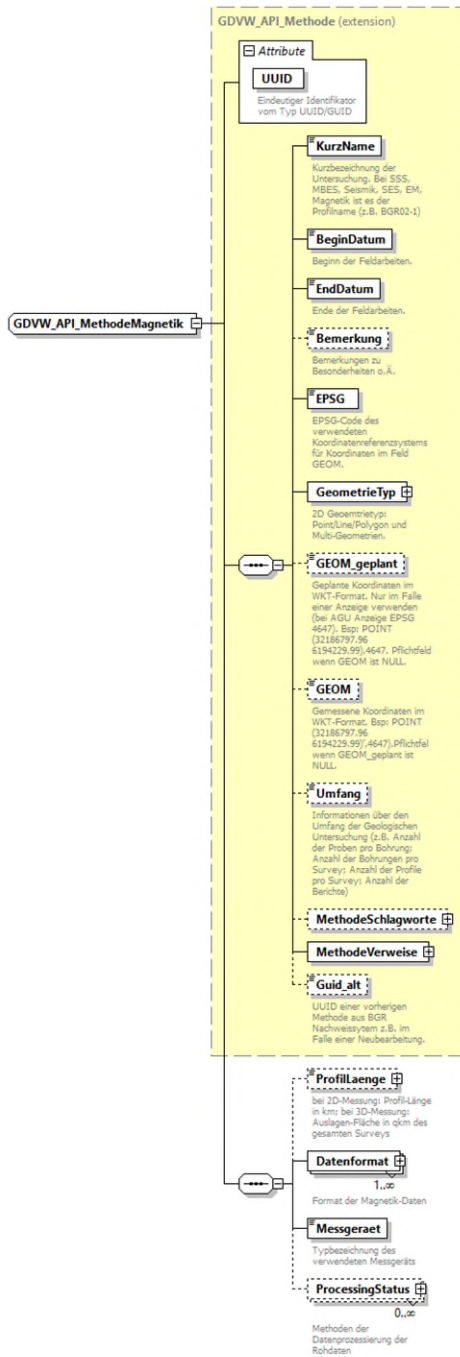 GDVW_API_Methode (extension)
Attribute
UUID
Eindeutiger Identifikator
vom Typ UUID/GUID
KurzName
Kurzbezeichnung der
Untersuchung. Bei SSS,
MBES, Seismik, SES, EM,
Magnetik ist es der
Profilname (z.B. BGR02-1)
BeginDatum
Beginn der Feldarbeiten.
EndDatum
Ende der Feldarbeiten.
GDVW_API_MethodeMagnetik
Bemerkung
Bemerkungen zu
Besonderheiten o.Ä.
EPSG
EPSG-Code des
verwendeten
Koordinatenreferenzsystems
für Koordinaten im Feld
GEOM.
GeometrieTyp
2D Geoemtrietyp:
Point/Line/Polygon und
Multi-Geometrien.
GEOM_geplant
Geplante Koordinaten im
WKT-Format. Nur im Falle
einer Anzeige verwenden
(bei AGU Anzeige EPSG
4647). Bsp: POINT
(32186797.96
6194229.99),4647. Pflichtfeld
wenn GEOM ist NULL.
GEOM
Gemessene Koordinaten im
WKT-Format. Bsp: POINT
(32186797.96
6194229.99)',4647).Pflichtfel
wenn GEOM_geplant ist
NULL.
Umfang
Informationen über den
Umfang der Geologischen
Untersuchung (z.B. Anzahl
der Proben pro Bohrung;
Anzahl der Bohrungen pro
Survey; Anzahl der Profile
pro Survey; Anzahl der
Berichte)
MethodeSchlagworte
MethodeVerweise
Guid_alt
UUID einer vorherigen
Methode aus BGR
Nachweissytem z.B. im
Falle einer Neubearbeitung.
ProfilLaenge
bei 2D-Messung: Profil-Länge
in km; bei 3D-Messung:
Auslagen-Fläche in qkm des
gesamten Surveys
Datenformat
1..∞
Format der Magnetik-Daten
Messgeraet
Typbezeichnung des
verwendeten Messgeräts
ProcessingStatus
0..∞
Methoden der
Datenprozessierung der
Rohdaten